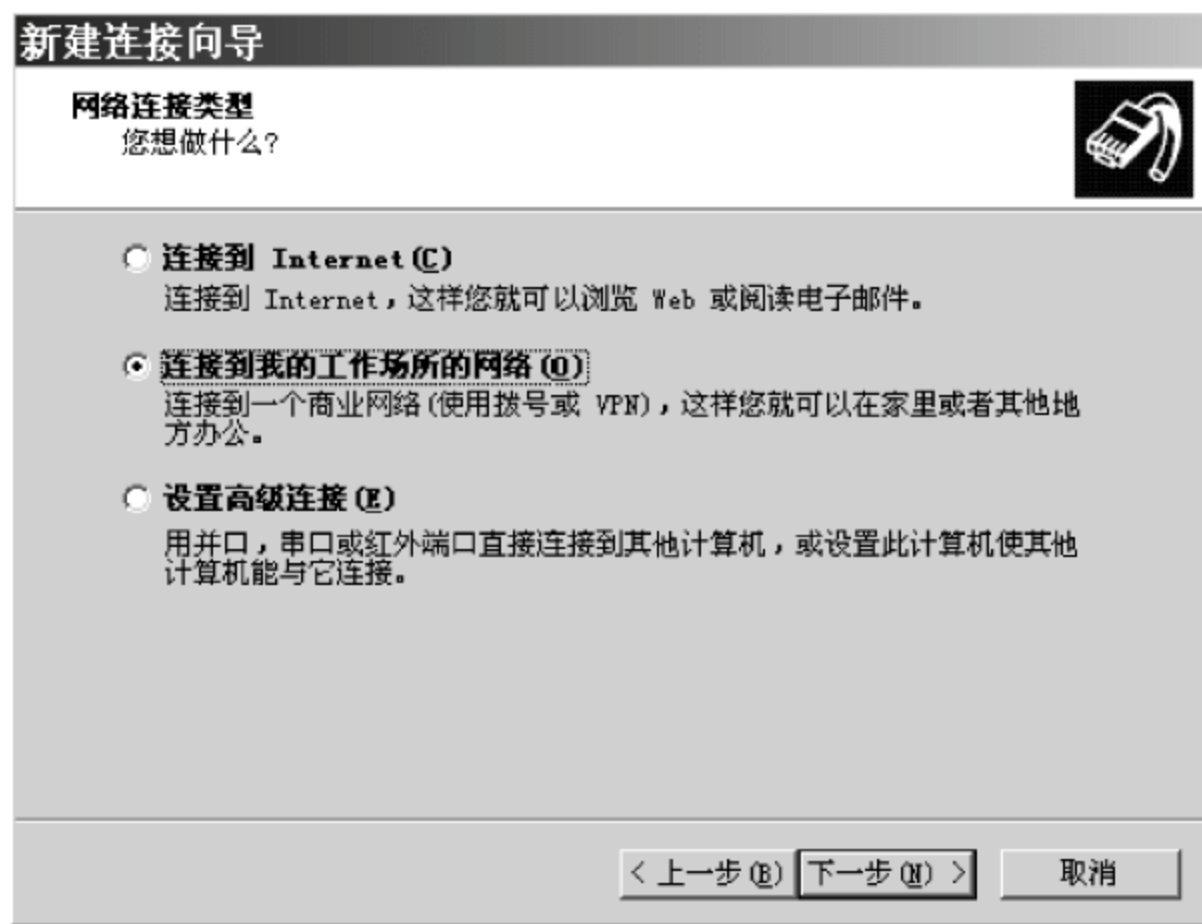 新建连接向导
网络连接类型
您想做什么?
连接到 Internet(C)
连接到 Internet，这样您就可以浏览 Web 或阅读电子邮件。
连接到我的工作场所的网络(O)
连接到一个商业网络(使用拨号或 VPN)，这样您就可以在家里或者其他地
方办公。
设置高级连接(E)
用并口，串口或红外端口直接连接到其他计算机，或设置此计算机使其他
计算机能与它连接。
< 上一步(B) 下一步(N) > 取消